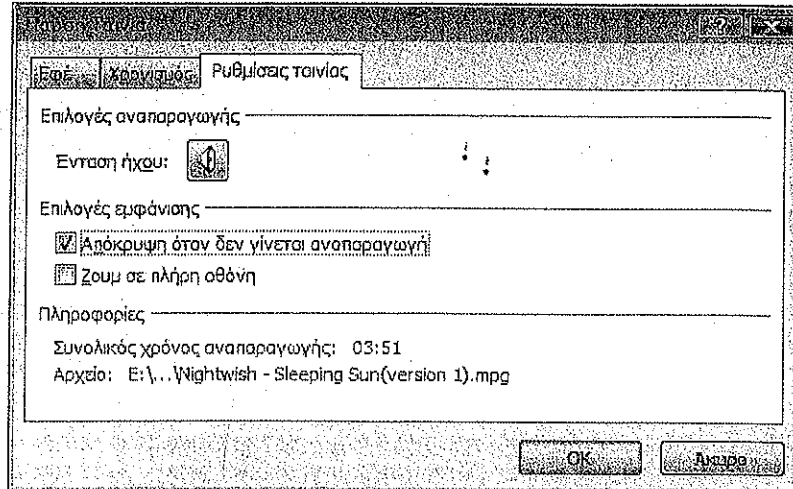 Εφέ Χρονισμός Ρυθμίσεις ταινίας
Επιλογές αναπαραγωγής
Ένταση ήχου:
Επιλογές εμφάνισης
Απόκρυψη όταν δεν γίνεται αναπαραγωγή
Ζουμ σε πλήρη οθόνη
Πληροφορίες
Συνολικός χρόνος αναπαραγωγής: 03:51
Αρχείο: E:\...\Nightwish - Sleeping Sun(version 1).mpg
OK Άκυρο